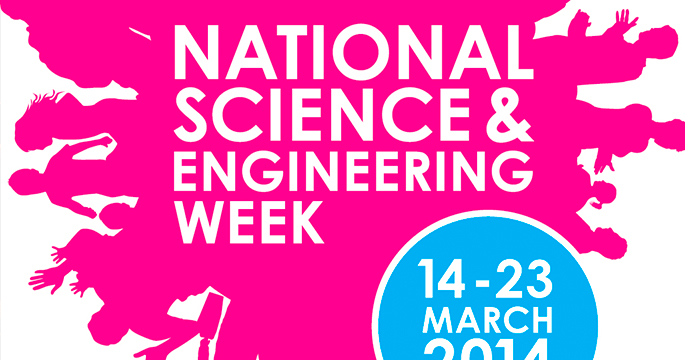 NATIONAL
SCIENCE &
ENGINEERING
WEEK
14-23
MARCH
2014